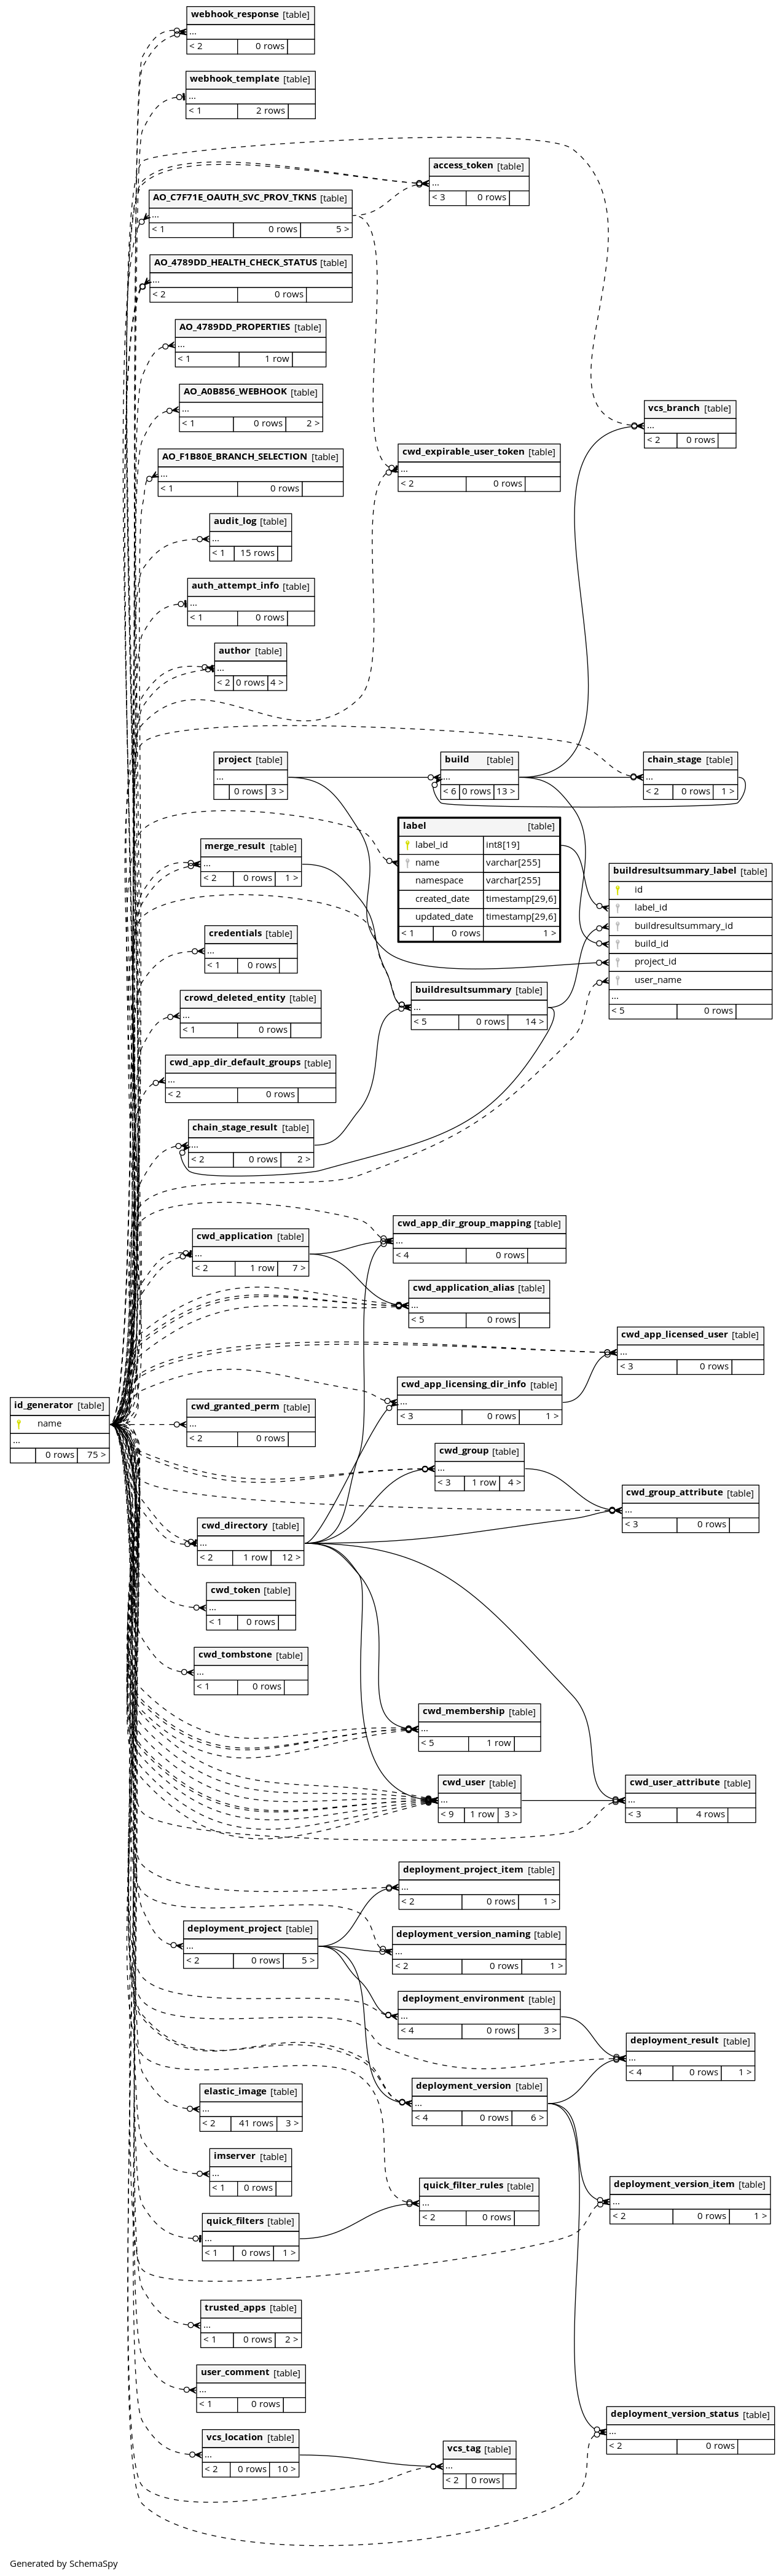 webhook_response [table]
...
< 2 0 rows
webhook_template [table]
...
< 1 2 rows
access_token [table]
...
< 3 0 rows
AO_C7F71E_OAUTH_SVC_PROV_TKNS [table]
...
< 1 0 rows 5 >
AO_4789DD_HEALTH_CHECK_STATUS [table]
...
< 2 0 rows
AO_4789DD_PROPERTIES [table]
...
< 1 1 row
AO_A0B856_WEBHOOK [table]
...
< 1 0 rows 2 >
vcs_branch [table]
...
< 2 0 rows
cwd_expirable_user_token [table]
...
< 2 0 rows
AO_F1B80E_BRANCH_SELECTION [table]
...
< 1 0 rows
audit_log [table]
...
< 1 15 rows
auth_attempt_info [table]
...
< 1 0 rows
author [table]
...
< 2 0 rows 4 >
project [table]
...
0 rows 3 >
build [table]
...
< 6 0 rows 13 >
chain_stage [table]
...
< 2 0 rows 1 >
label [table]
label_id int8[19]
name varchar[255]
namespace varchar[255]
created_date timestamp[29,6]
updated_date timestamp[29,6]
< 1 0 rows 1 >
merge_result [table]
...
< 2 0 rows 1 >
buildresultsummary_label [table]
id
label_id
buildresultsummary_id
build_id
project_id
user_name
...
< 5 0 rows
credentials [table]
...
< 1 0 rows
buildresultsummary [table]
...
< 5 0 rows 14 >
crowd_deleted_entity [table]
...
< 1 0 rows
cwd_app_dir_default_groups [table]
...
< 2 0 rows
chain_stage_result [table]
...
< 2 0 rows 2 >
cwd_app_dir_group_mapping [table]
...
< 4 0 rows
cwd_application [table]
...
< 2 1 row 7 >
cwd_application_alias [table]
...
< 5 0 rows
cwd_app_licensed_user [table]
...
< 3 0 rows
cwd_app_licensing_dir_info [table]
...
< 3 0 rows 1 >
id_generator [table]
name
...
0 rows 75 >
cwd_granted_perm [table]
...
< 2 0 rows
cwd_group [table]
...
< 3 1 row 4 >
cwd_group_attribute [table]
...
< 3 0 rows
cwd_directory [table]
...
< 2 1 row 12 >
cwd_token [table]
...
< 1 0 rows
cwd_tombstone [table]
...
< 1 0 rows
cwd_membership [table]
...
< 5 1 row
cwd_user [table]
...
< 9 1 row 3 >
cwd_user_attribute [table]
...
< 3 4 rows
deployment_project_item [table]
...
< 2 0 rows 1 >
deployment_project [table]
...
< 2 0 rows 5 >
deployment_version_naming [table]
...
< 2 0 rows 1 >
deployment_environment [table]
...
< 4 0 rows 3 >
deployment_result [table]
...
< 4 0 rows 1 >
elastic_image [table]
...
< 2 41 rows 3 >
deployment_version [table]
...
< 4 0 rows 6 >
imserver [table]
...
< 1 0 rows
quick_filter_rules [table]
...
< 2 0 rows
deployment_version_item [table]
...
< 2 0 rows 1 >
quick_filters [table]
...
< 1 0 rows 1 >
trusted_apps [table]
...
< 1 0 rows 2 >
user_comment [table]
...
< 1 0 rows
deployment_version_status [table]
...
< 2 0 rows
vcs_location [table]
...
< 2 0 rows 10 >
vcs_tag [table]
...
< 2 0 rows
Generated by SchemaSpy